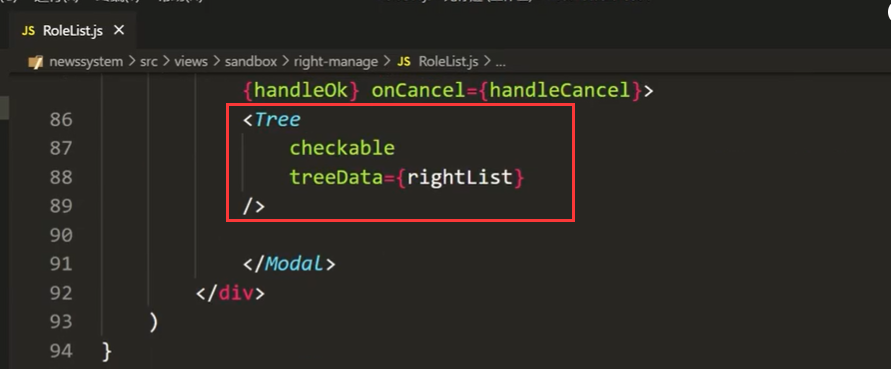 JS RoleList.js ×
newssystem > src > views > sandbox > right-manage > JS RoleList.js > ...
{handleOk} onCancel={handleCancel}>
86 <Tree
87 checkable
88 treeData={rightList}
89 />
90
91 </Modal>
92 </div>
93 )
94 }